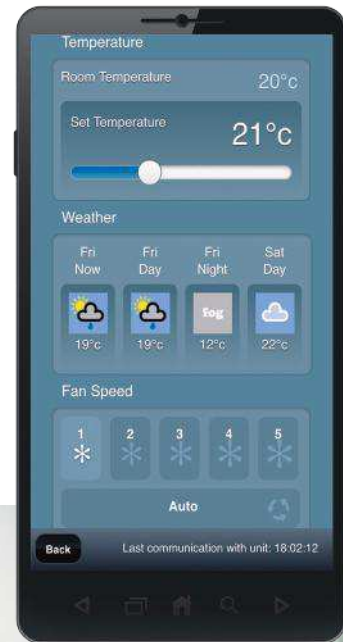 Temperature
Room Temperature 20°c
Set Temperature 21°c
Weather
Fri Fri Fri Sat
Now Day Night Day
fog
19°c 19°c 12°c 22°c
Fan Speed
1 2 3 4 5
Auto
Back Last communication with unit: 18:02:12